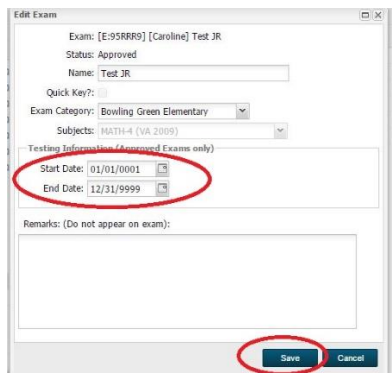 Edit Exam
Exam: [E:95RRR9] [Caroline] Test JR
Status: Approved
Name: Test JR
Quick Key?:
Exam Category: Bowling Green Elementary
Subjects: MATH-4 (VA 2009)
Testing Information (Approved Exams only)
Start Date: 01/01/0001
End Date: 12/31/9999
Remarks: (Do not appear on exam):
Save Cancel